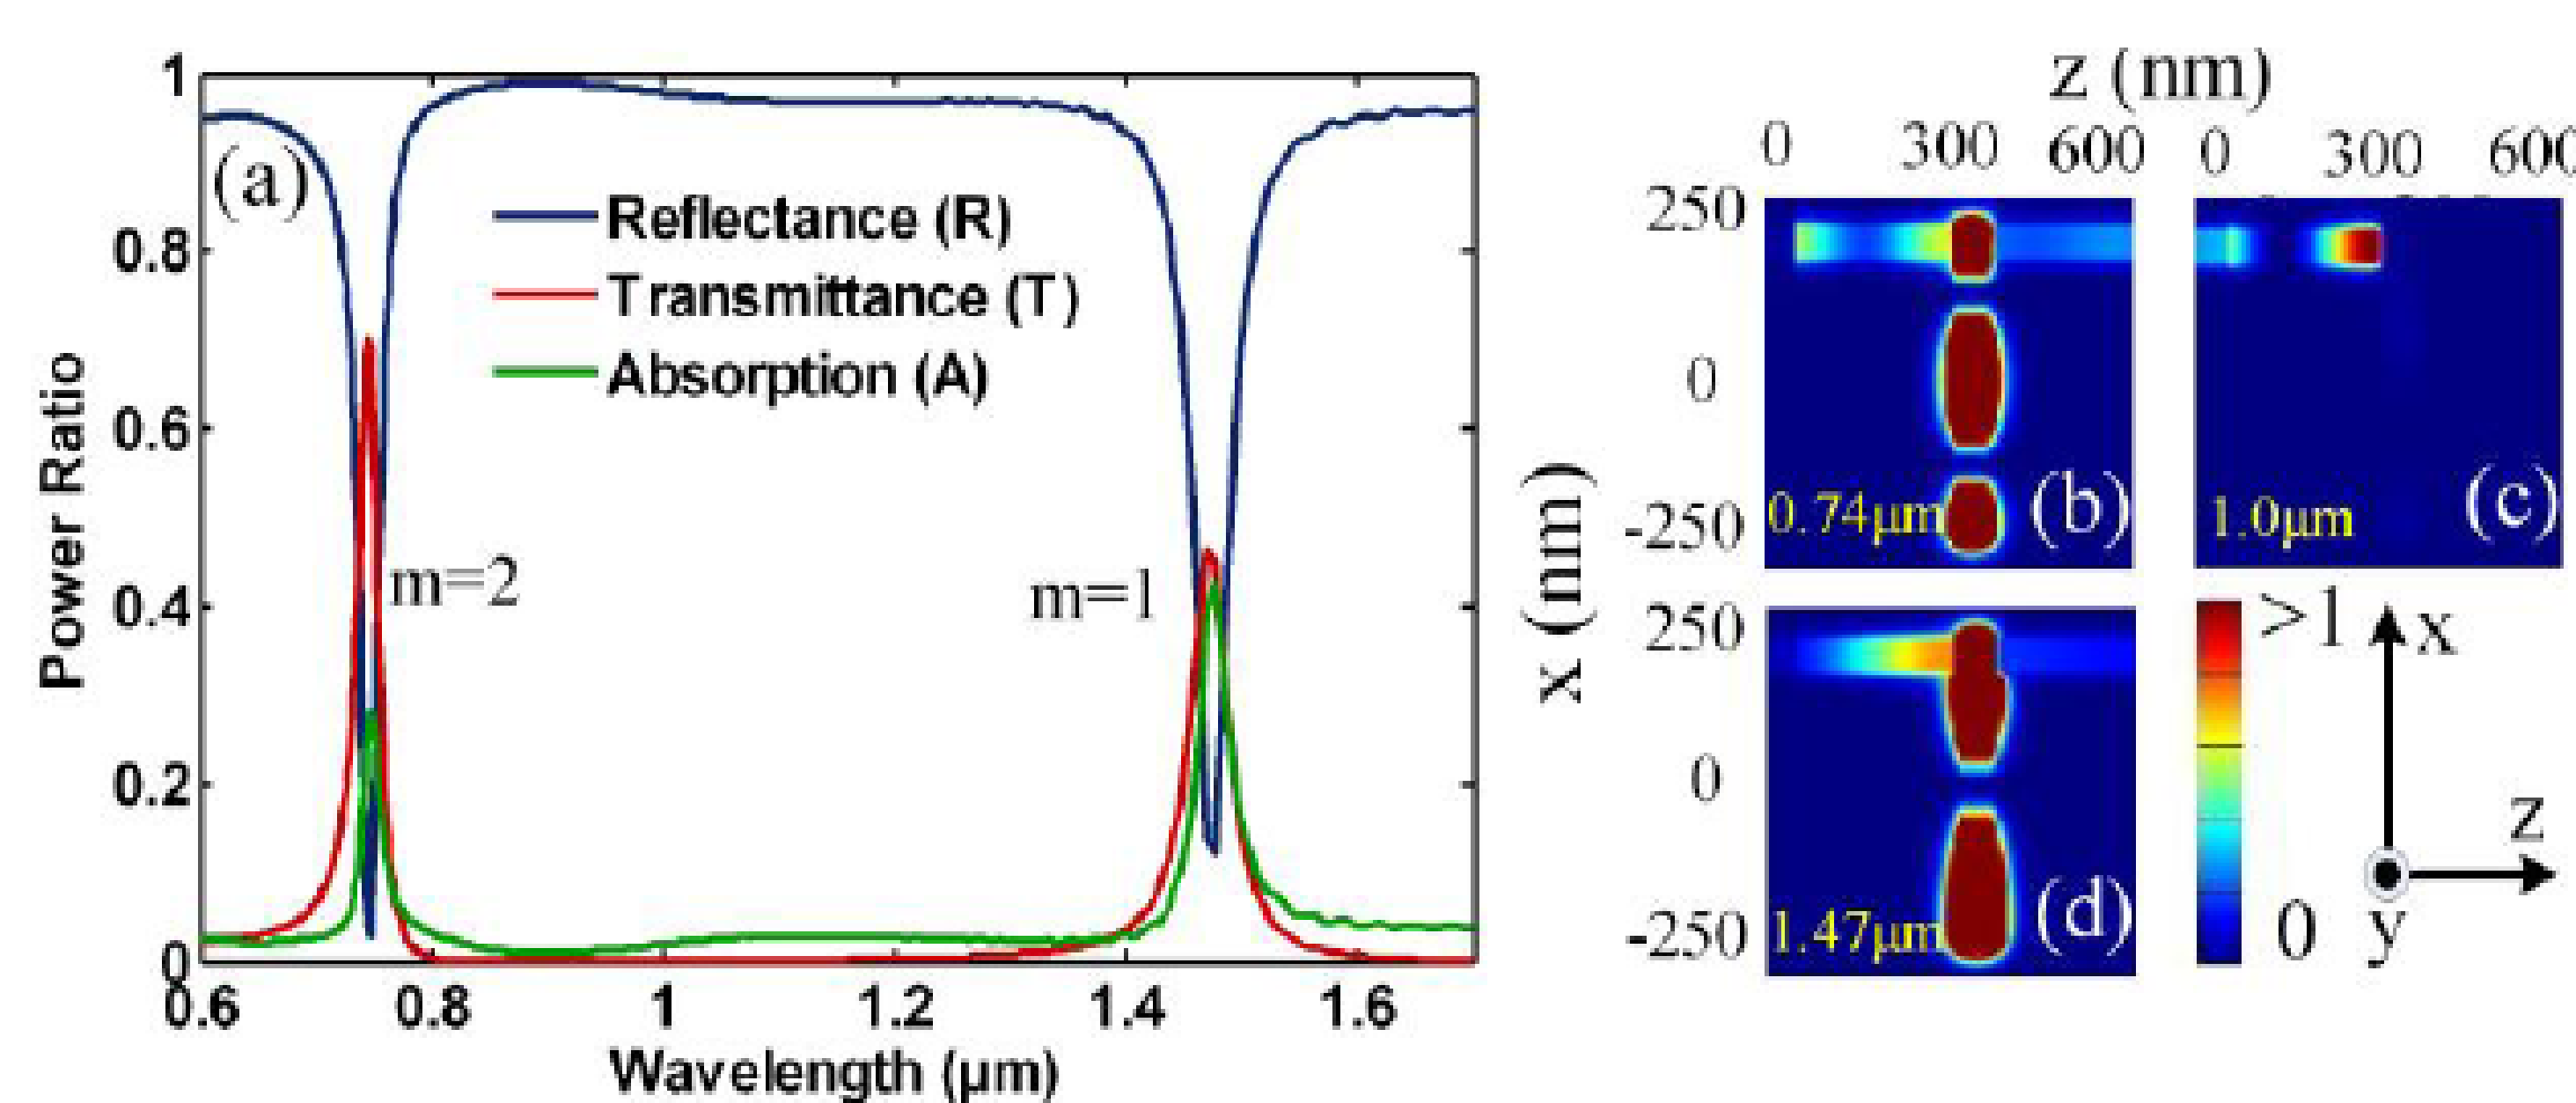 (a)
Reflectance (R)
Transmittance (T)
Absorption (A)
m=2
m=1
1
0.8
0.6
0.4
0.2
0
Power Ratio
0.6 0.8 1 1.2 1.4 1.6
Wavelength (μm)
z (nm)
0 300 600 0 300 600
250
0
-250
x (nm)
0.74μm (b)
1.0μm (c)
250
0
-250
1.47μm (d)
>1
0
x
z
y